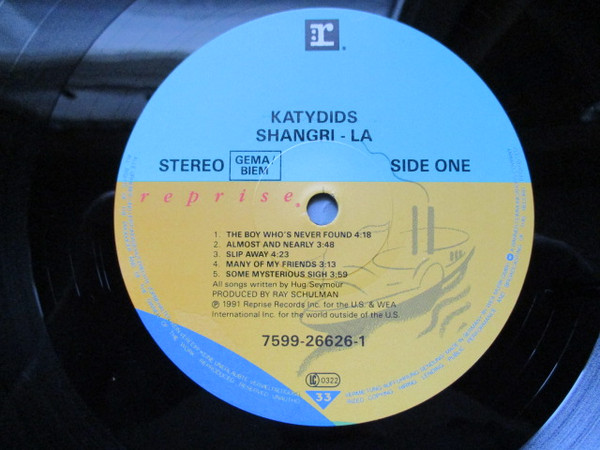 r
KATYDIDS
SHANGRI - LA
STEREO GEMA/ BIEM SIDE ONE
reprise
1. THE BOY WHO'S NEVER FOUND 4:18
2. ALMOST AND NEARLY 3:48
3. SLIP AWAY 4:23
4. MANY OF MY FRIENDS 3:13
5. SOME MYSTERIOUS SIGH 3:59
All songs written by Hug/Seymour
PRODUCED BY RAY SCHULMAN
℗ 1991 Reprise Records Inc. for the U.S. & WEA
International Inc. for the world outside of the U.S.
7599-26626-1
LC 0322
33